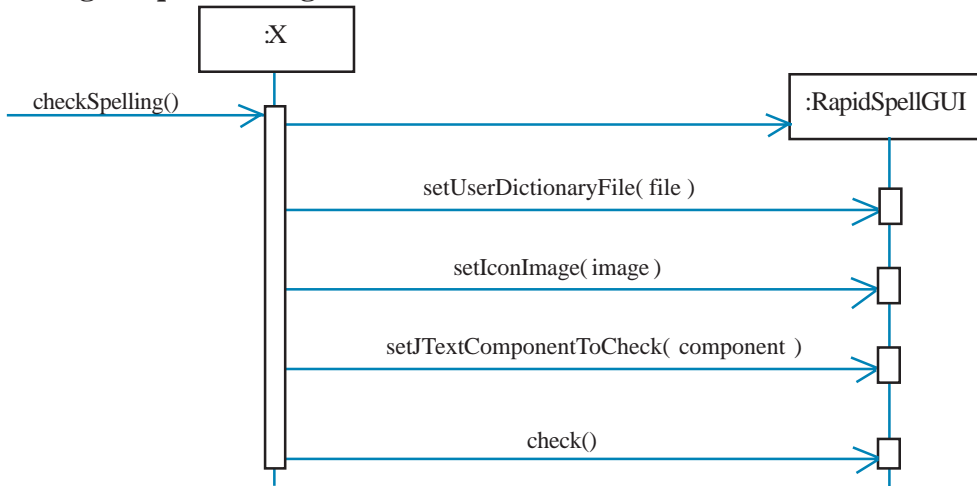 :X
checkSpelling()
:RapidSpellGUI
setUserDictionaryFile( file )
setIconImage( image )
setJTextComponentToCheck( component )
check()